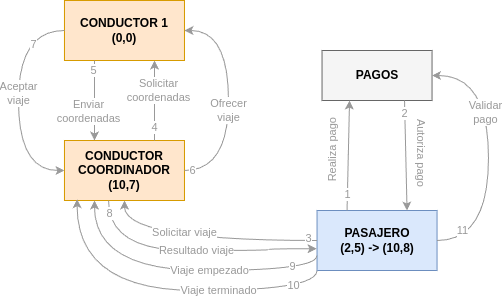 CONDUCTOR 1
(0,0)
7
5
Aceptar
viaje
Enviar
coordenadas
Solicitar
coordenadas
4
Ofrecer
viaje
6
CONDUCTOR
COORDINADOR
(10,7)
PAGOS
Realiza pago
1
2
Autoriza pago
Validar
pago
8
Solicitar viaje
3
Resultado viaje
Viaje empezado
9
Viaje terminado
10
PASAJERO
(2,5) -> (10,8)
11